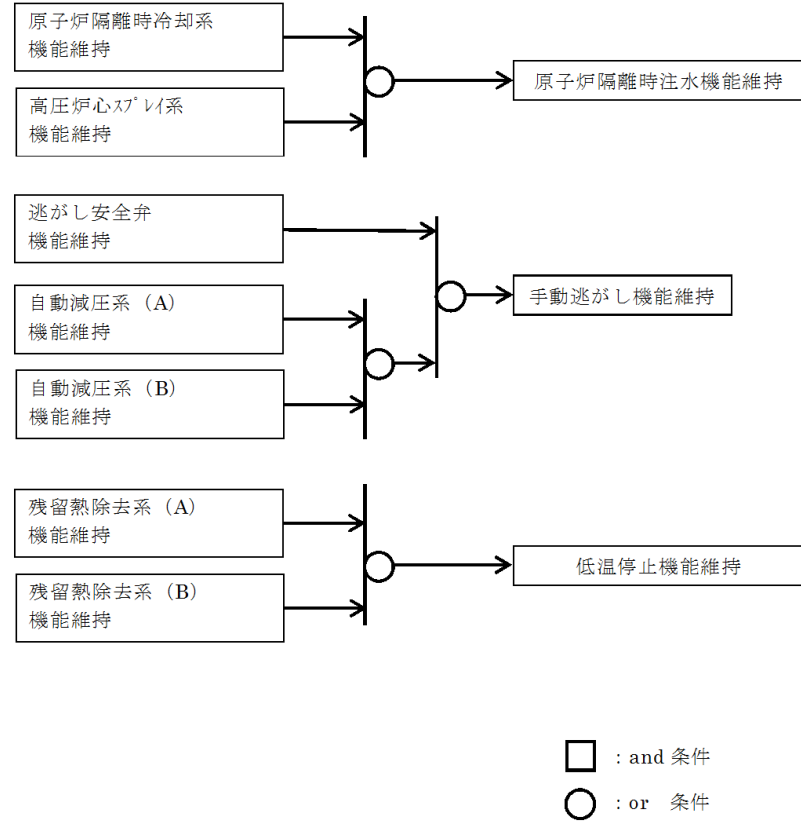 原子炉隔離時冷却系
機能維持
高圧炉心ｽﾌﾟﾚｲ系
機能維持
原子炉隔離時注水機能維持
逃がし安全弁
機能維持
自動減圧系（A）
機能維持
自動減圧系（B）
機能維持
手動逃がし機能維持
残留熱除去系（A）
機能維持
残留熱除去系（B）
機能維持
低温停止機能維持
：and 条件
：or　条件